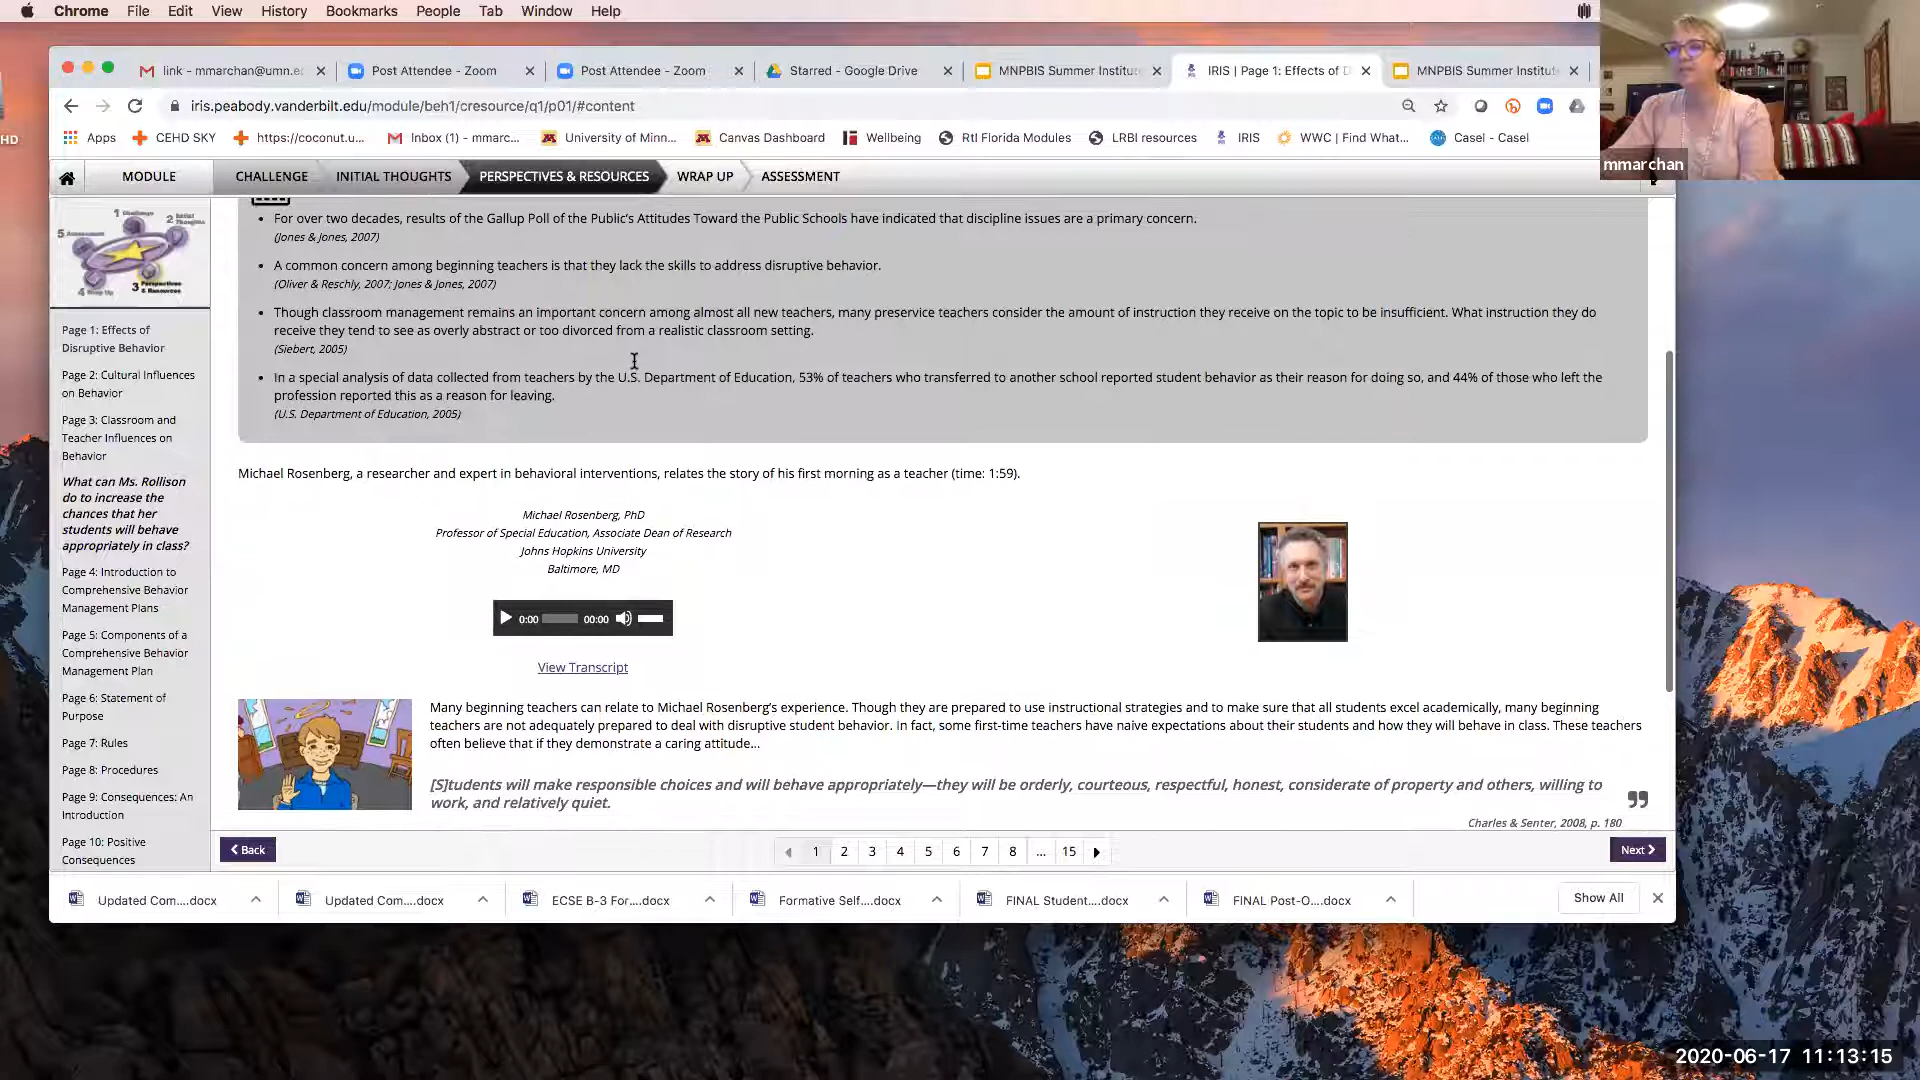 Chrome File Edit View History Bookmarks People Tab Window Help
link - mmarchan@umn.e Post Attendee - Zoom Post Attendee - Zoom Starred - Google Drive MNPBIS Summer Institut IRIS | Page 1: Effects of D MNPBIS Summer Institut
iris.peabody.vanderbilt.edu/module/beh1/cresource/q1/p01/#content
Apps CEHD SKY https://coconut.u... Inbox (1) - mmarc... University of Minn... Canvas Dashboard Wellbeing RtI Florida Modules LRBI resources IRIS WWC | Find What... Casel - Casel
HD
mmarchan
MODULE CHALLENGE INITIAL THOUGHTS PERSPECTIVES & RESOURCES WRAP UP ASSESSMENT
1 Challenge
2 Initial Thoughts
5 Assessment
4 Wrap Up
3 Perspectives & Resources
Page 1: Effects of
Disruptive Behavior
Page 2: Cultural Influences
on Behavior
Page 3: Classroom and
Teacher Influences on
Behavior
What can Ms. Rollison
do to increase the
chances that her
students will behave
appropriately in class?
Page 4: Introduction to
Comprehensive Behavior
Management Plans
Page 5: Components of a
Comprehensive Behavior
Management Plan
Page 6: Statement of
Purpose
Page 7: Rules
Page 8: Procedures
Page 9: Consequences: An
Introduction
Page 10: Positive
Consequences
• For over two decades, results of the Gallup Poll of the Public's Attitudes Toward the Public Schools have indicated that discipline issues are a primary concern.
(Jones & Jones, 2007)
• A common concern among beginning teachers is that they lack the skills to address disruptive behavior.
(Oliver & Reschly, 2007; Jones & Jones, 2007)
• Though classroom management remains an important concern among almost all new teachers, many preservice teachers consider the amount of instruction they receive on the topic to be insufficient. What instruction they do
receive they tend to see as overly abstract or too divorced from a realistic classroom setting.
(Siebert, 2005)
• In a special analysis of data collected from teachers by the U.S. Department of Education, 53% of teachers who transferred to another school reported student behavior as their reason for doing so, and 44% of those who left the
profession reported this as a reason for leaving.
(U.S. Department of Education, 2005)
Michael Rosenberg, a researcher and expert in behavioral interventions, relates the story of his first morning as a teacher (time: 1:59).
Michael Rosenberg, PhD
Professor of Special Education, Associate Dean of Research
Johns Hopkins University
Baltimore, MD
0:00 00:00
View Transcript
Many beginning teachers can relate to Michael Rosenberg's experience. Though they are prepared to use instructional strategies and to make sure that all students excel academically, many beginning
teachers are not adequately prepared to deal with disruptive student behavior. In fact, some first-time teachers have naive expectations about their students and how they will behave in class. These teachers
often believe that if they demonstrate a caring attitude...
[S]tudents will make responsible choices and will behave appropriately—they will be orderly, courteous, respectful, honest, considerate of property and others, willing to
work, and relatively quiet.
Charles & Senter, 2008, p. 180
Back 1 2 3 4 5 6 7 8 ... 15 Next
Updated Com....docx Updated Com....docx ECSE B-3 For....docx Formative Self....docx FINAL Student....docx FINAL Post-O....docx Show All
2020-06-17 11:13:15